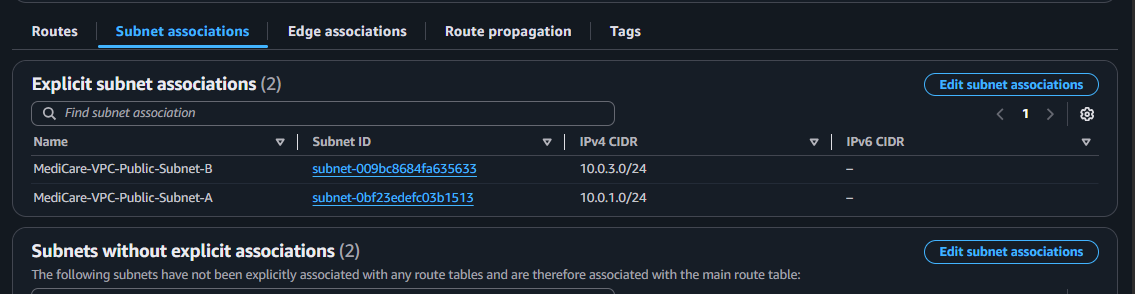 Routes Subnet associations Edge associations Route propagation Tags
Explicit subnet associations (2) Edit subnet associations
Find subnet association 1
Name Subnet ID IPv4 CIDR IPv6 CIDR
MediCare-VPC-Public-Subnet-B subnet-009bc8684fa635633 10.0.3.0/24 –
MediCare-VPC-Public-Subnet-A subnet-0bf23edefc03b1513 10.0.1.0/24 –
Subnets without explicit associations (2) Edit subnet associations
The following subnets have not been explicitly associated with any route tables and are therefore associated with the main route table: